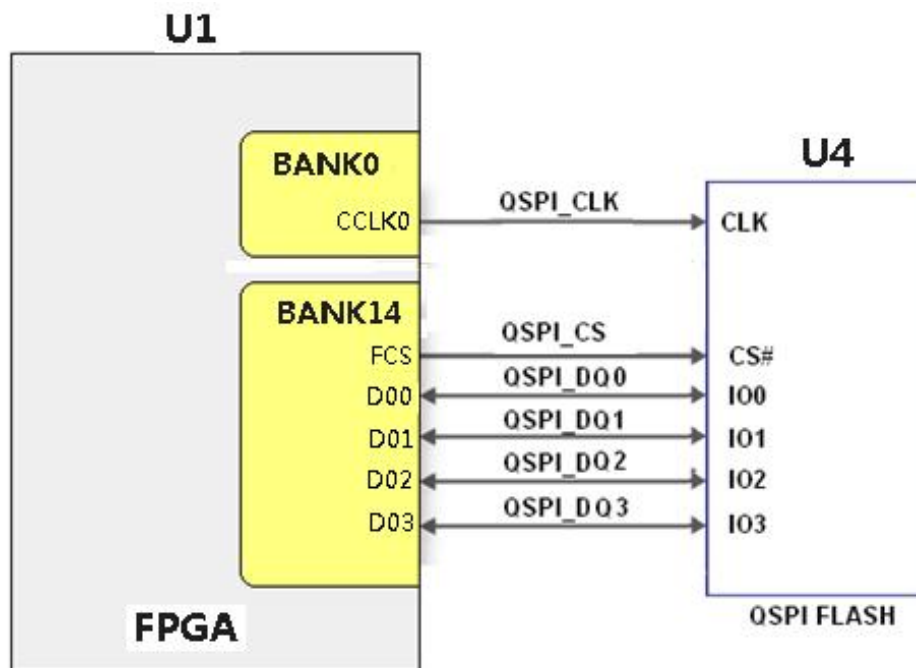 U1
U4
BANK0
CCLK0
QSPI_CLK
CLK
BANK14
FCS
QSPI_CS
CS#
D00
QSPI_DQ0
IO0
D01
QSPI_DQ1
IO1
D02
QSPI_DQ2
IO2
D03
QSPI_DQ3
IO3
FPGA
QSPI FLASH